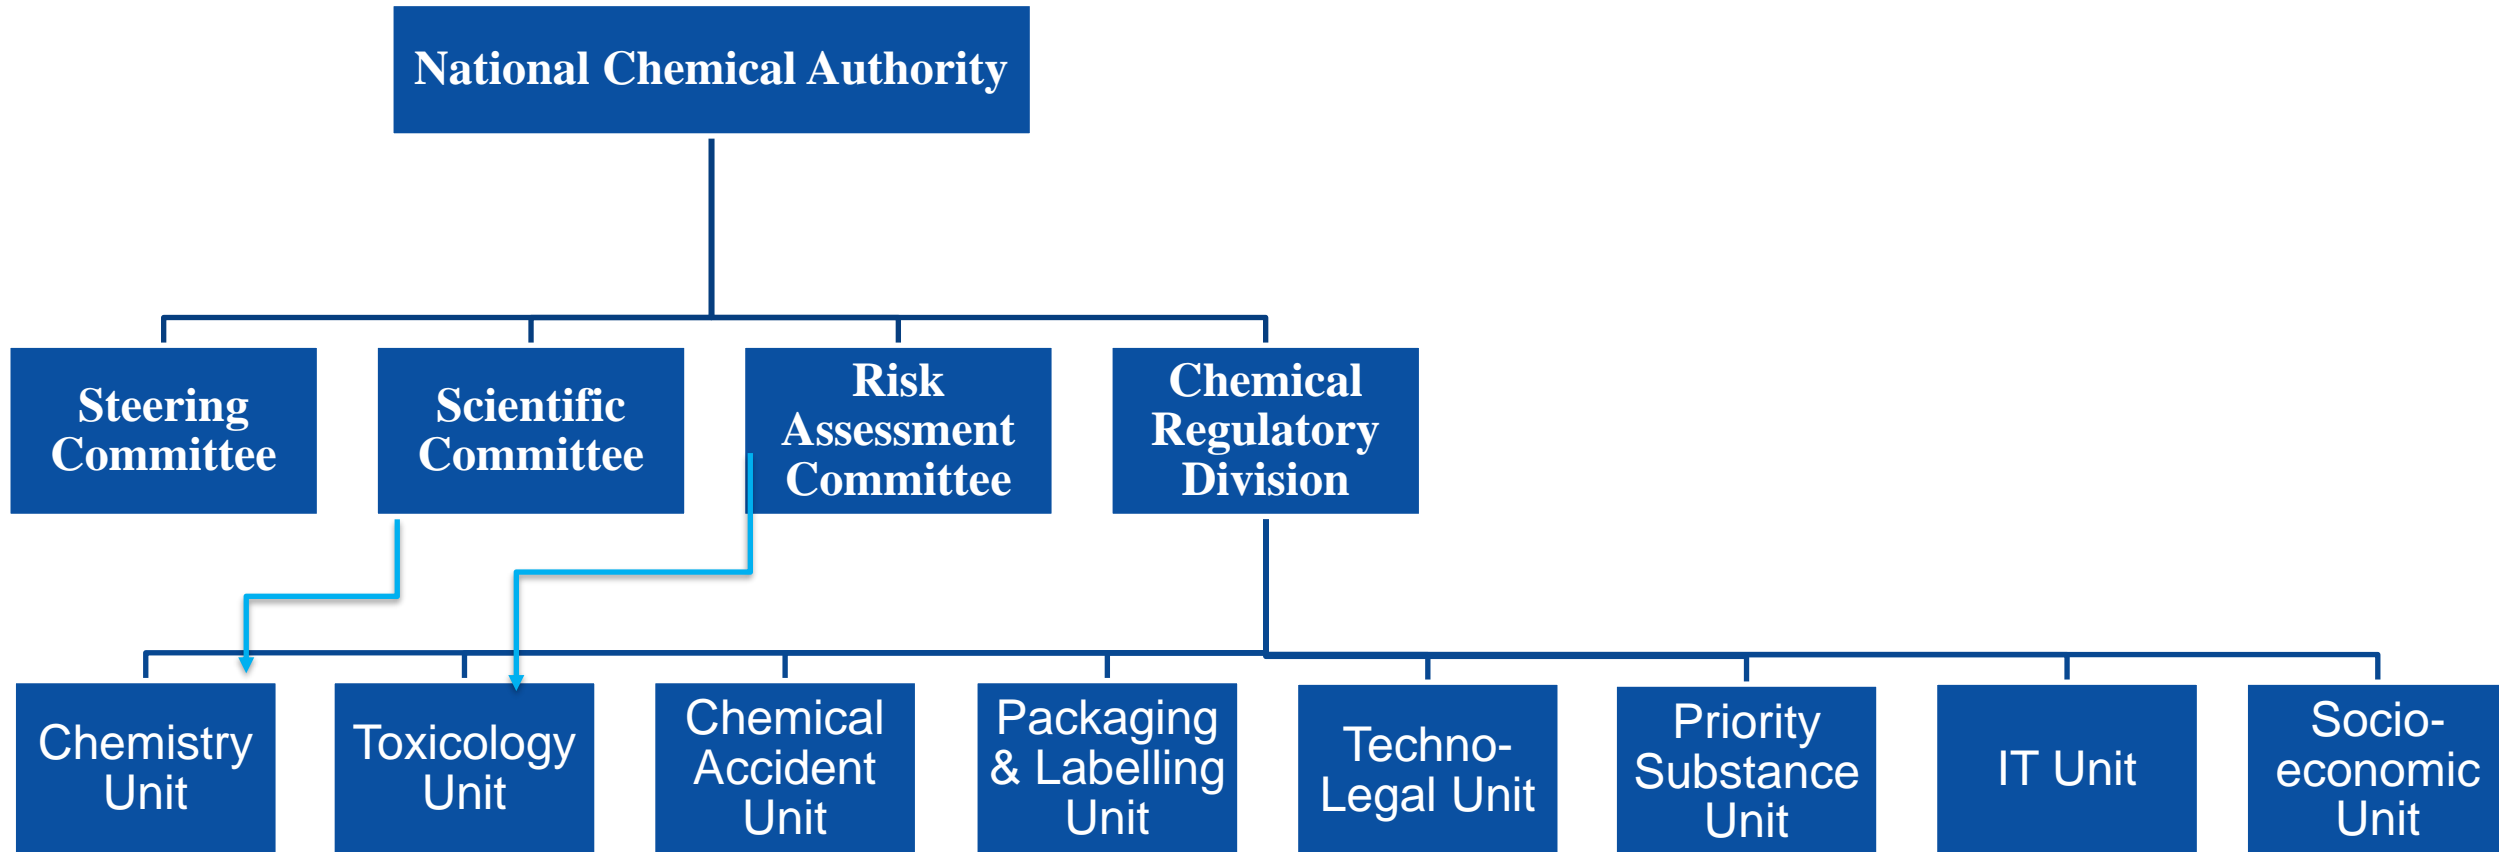 National Chemical Authority
Steering
Committee
Scientific
Committee
Risk
Assessment
Committee
Chemical
Regulatory
Division
Chemistry
Unit
Toxicology
Unit
Chemical
Accident
Unit
Packaging
& Labelling
Unit
Techno-
Legal Unit
Priority
Substance
Unit
IT Unit
Socio-
economic
Unit